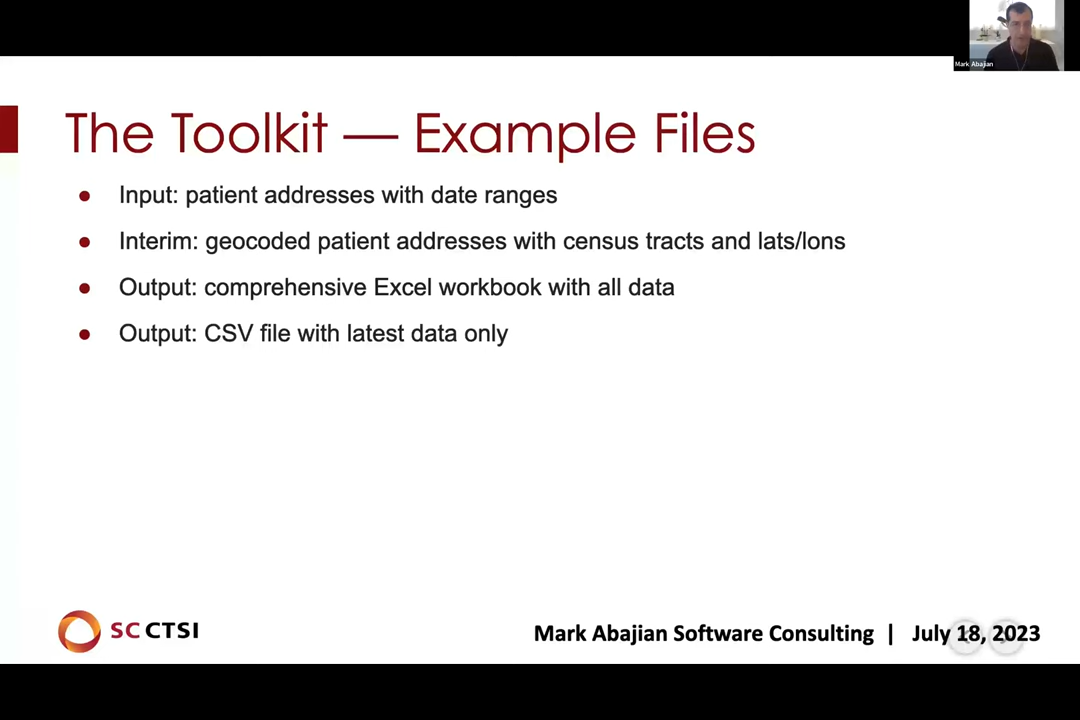 Mark Abajian
The Toolkit — Example Files
● Input: patient addresses with date ranges
● Interim: geocoded patient addresses with census tracts and lats/lons
● Output: comprehensive Excel workbook with all data
● Output: CSV file with latest data only
SC CTSI
Mark Abajian Software Consulting | July 18, 2023